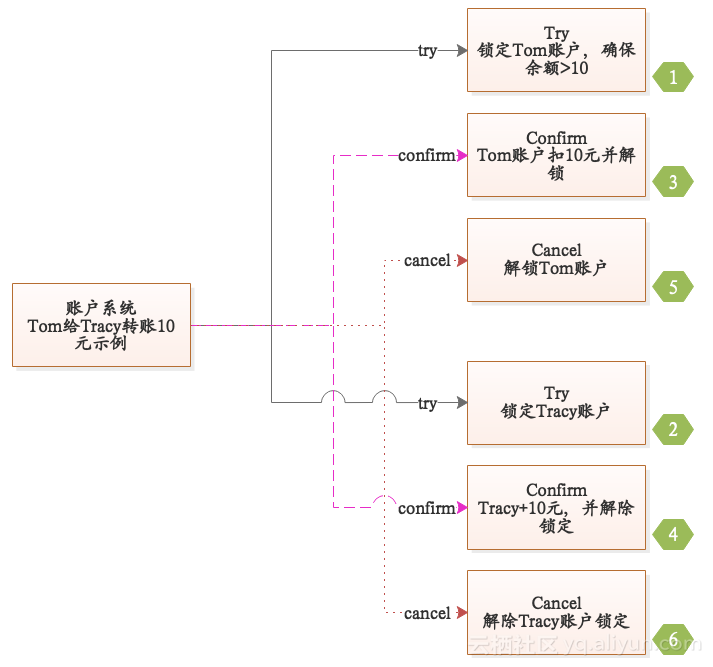 try
Try
锁定Tom账户，确保
余额>10
1
confirm
Confirm
Tom账户扣10元并解
锁
3
cancel
Cancel
解锁Tom账户
5
账户系统
Tom给Tracy转账10
元示例
try
Try
锁定Tracy账户
2
confirm
Confirm
Tracy+10元，并解除
锁定
4
cancel
Cancel
解除Tracy账户锁定
6
云栖社区 yq.aliyun.com